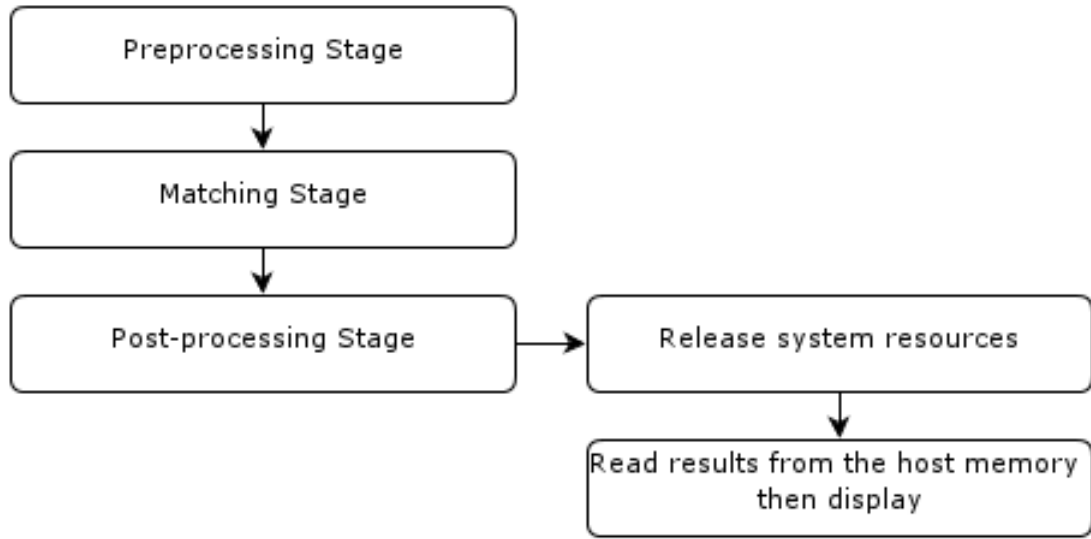 Preprocessing Stage
Matching Stage
Post-processing Stage
Release system resources
Read results from the host memory
then display